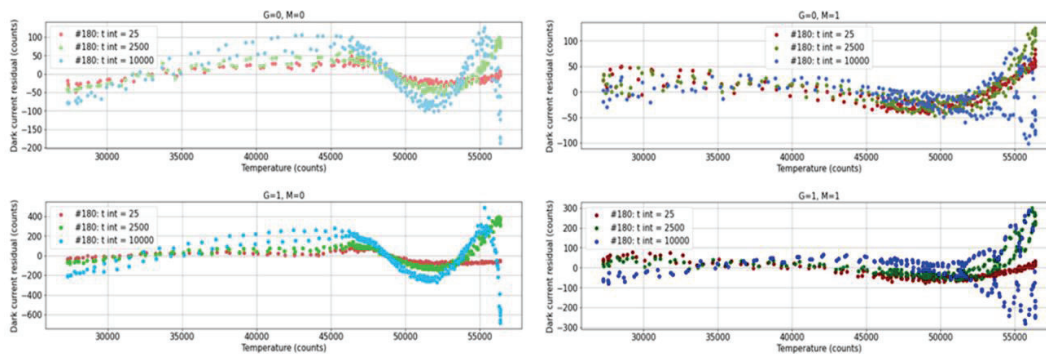 G=0, M=0
Dark current residual (counts)
100
50
0
-50
-100
-150
-200
#180: t int = 25
#180: t int = 2500
#180: t int = 10000
30000 35000 40000 45000 50000 55000
Temperature (counts)
G=0, M=1
Dark current residual (counts)
100
50
0
-50
-100
#180: t int = 25
#180: t int = 2500
#180: t int = 10000
30000 35000 40000 45000 50000 55000
Temperature (counts)
G=1, M=0
Dark current residual (counts)
400
200
0
-200
-400
-600
#180: t int = 25
#180: t int = 2500
#180: t int = 10000
30000 35000 40000 45000 50000 55000
Temperature (counts)
G=1, M=1
Dark current residual (counts)
300
200
100
0
-100
-200
-300
#180: t int = 25
#180: t int = 2500
#180: t int = 10000
30000 35000 40000 45000 50000 55000
Temperature (counts)